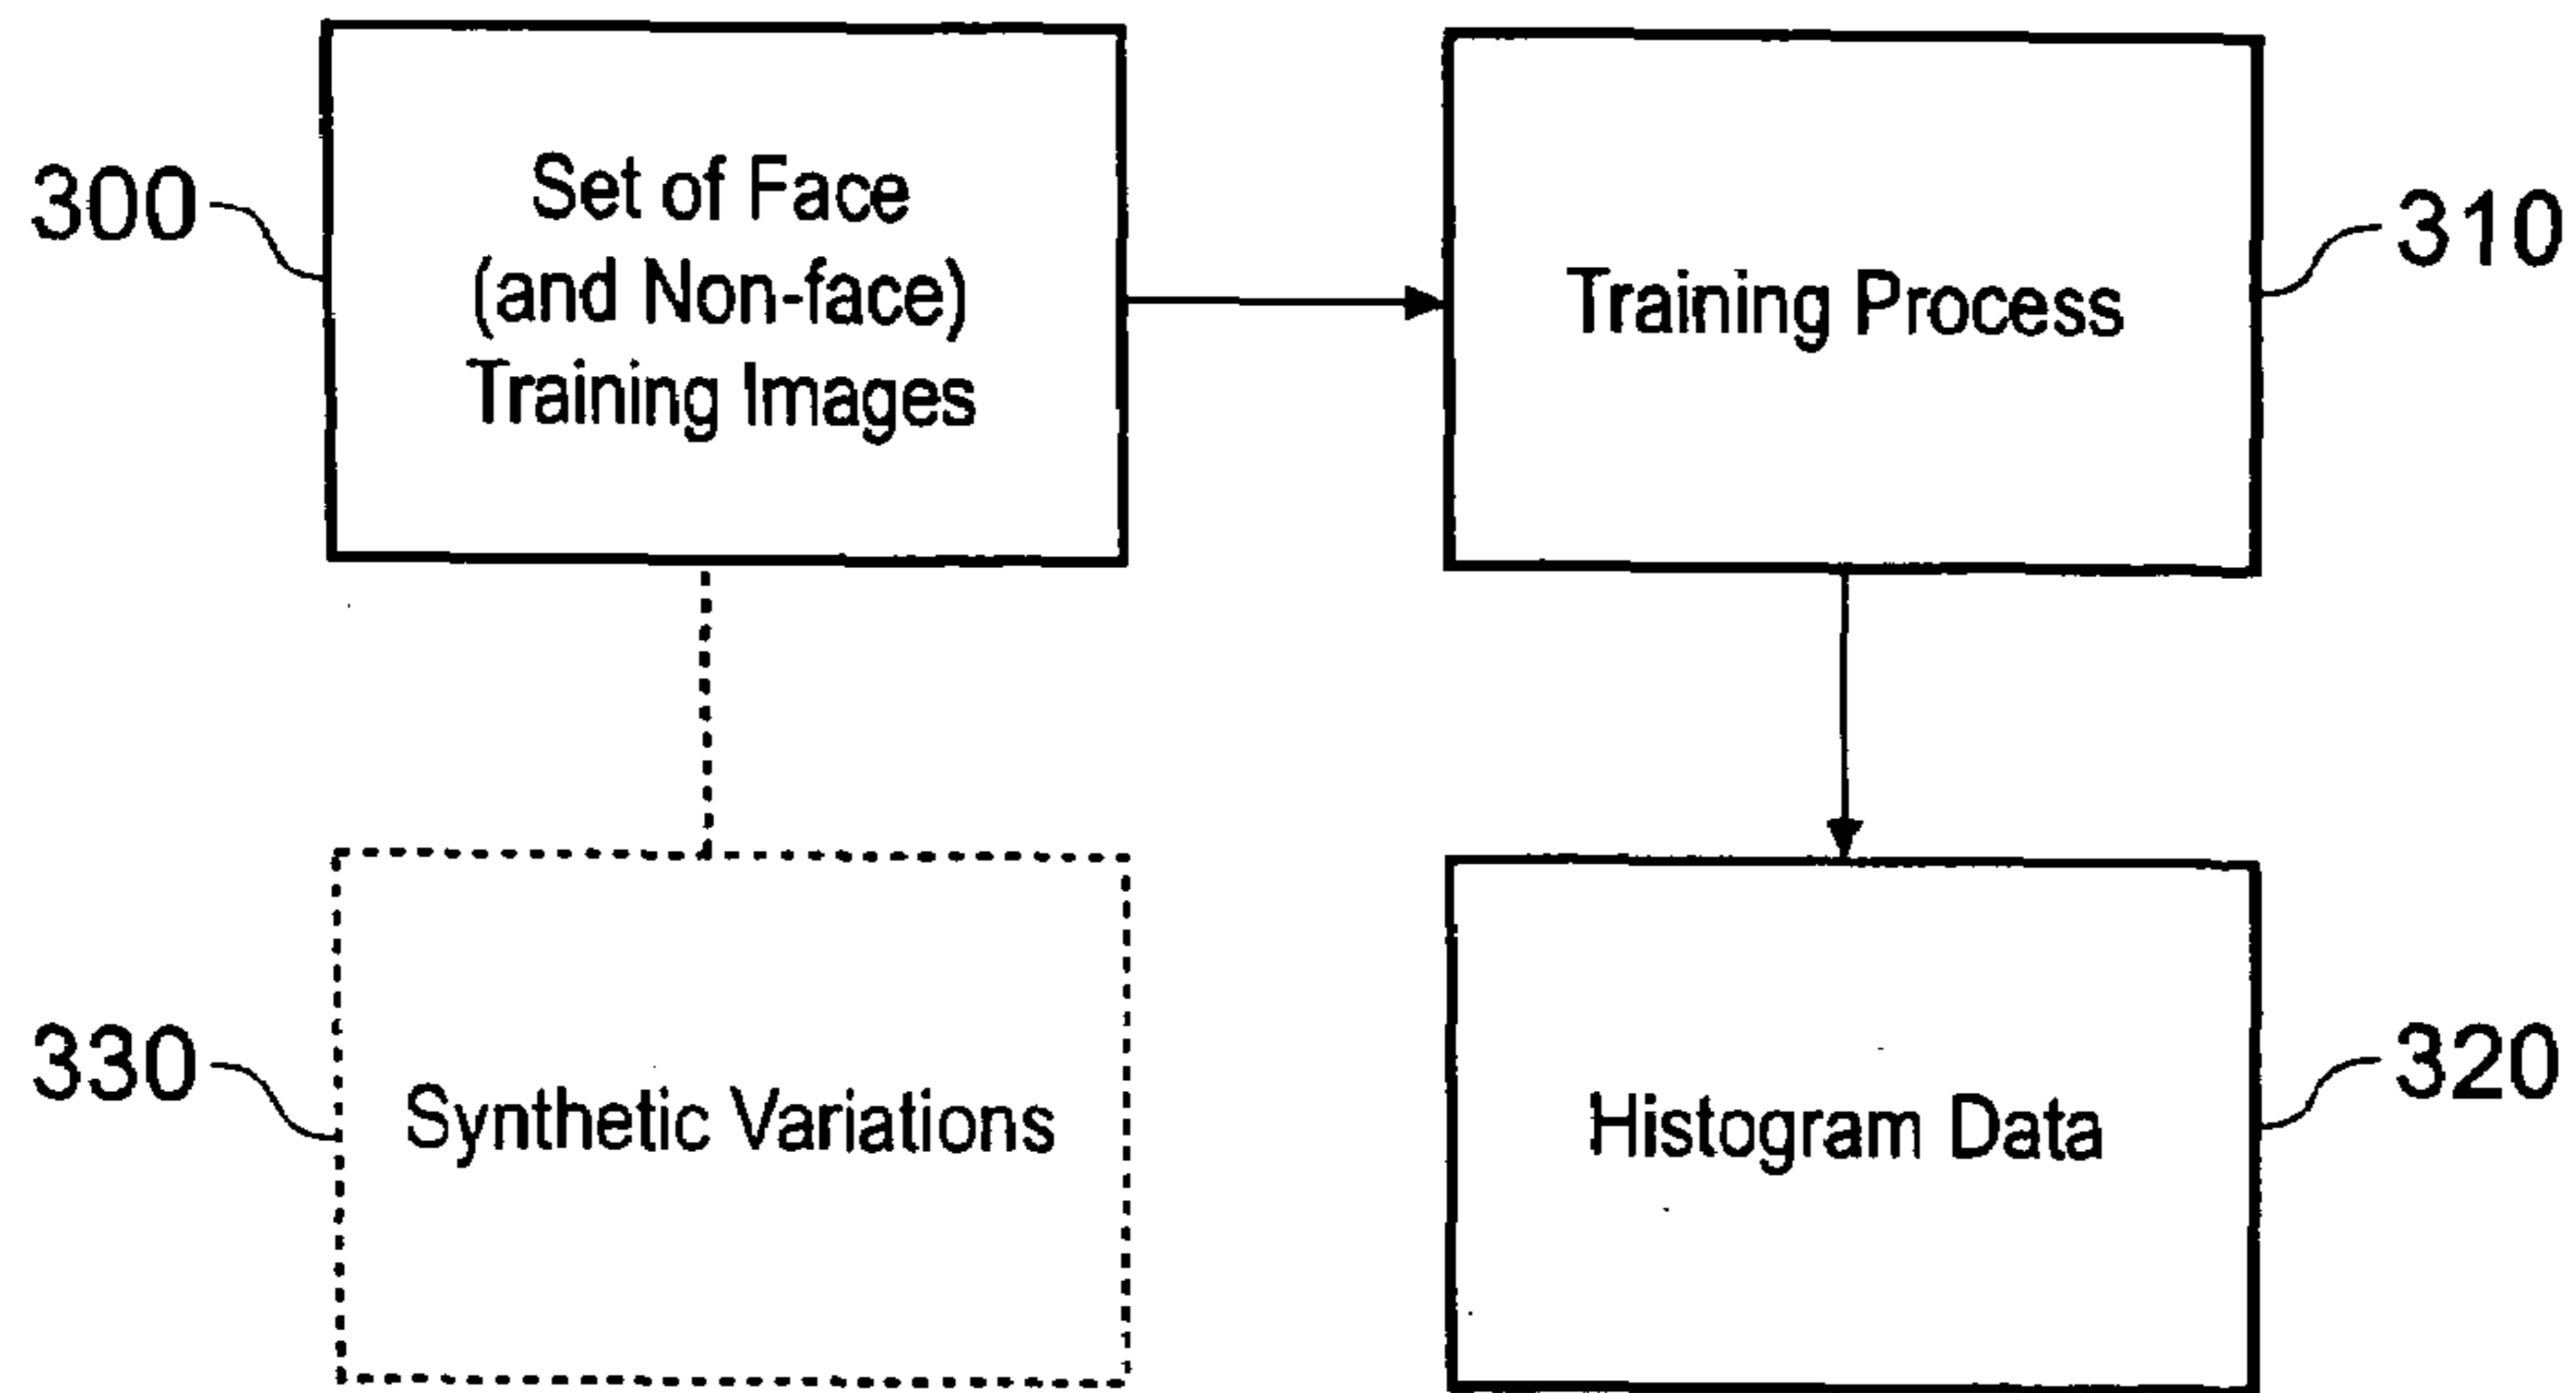 300
Set of Face
(and Non-face)
Training Images
310
Training Process
330
Synthetic Variations
320
Histogram Data